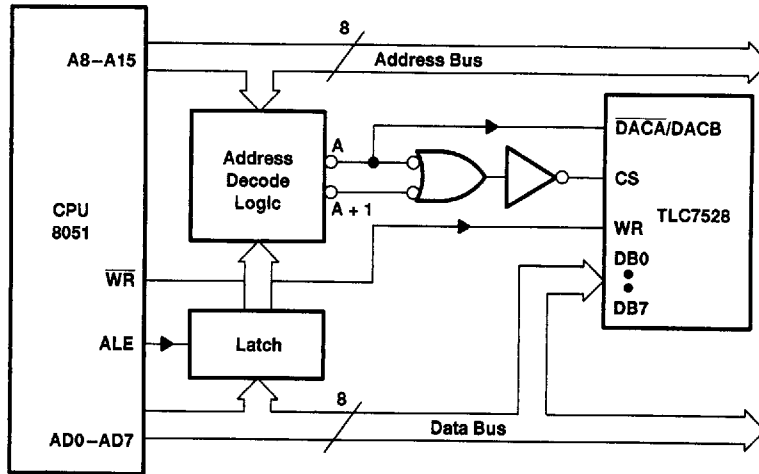 8
A8–A15
Address Bus
A
DACA/DACB
Address
Decode
Logic
CS
CPU
8051
A + 1
TLC7528
WR
WR
DB0
DB7
ALE
Latch
8
AD0–AD7
Data Bus